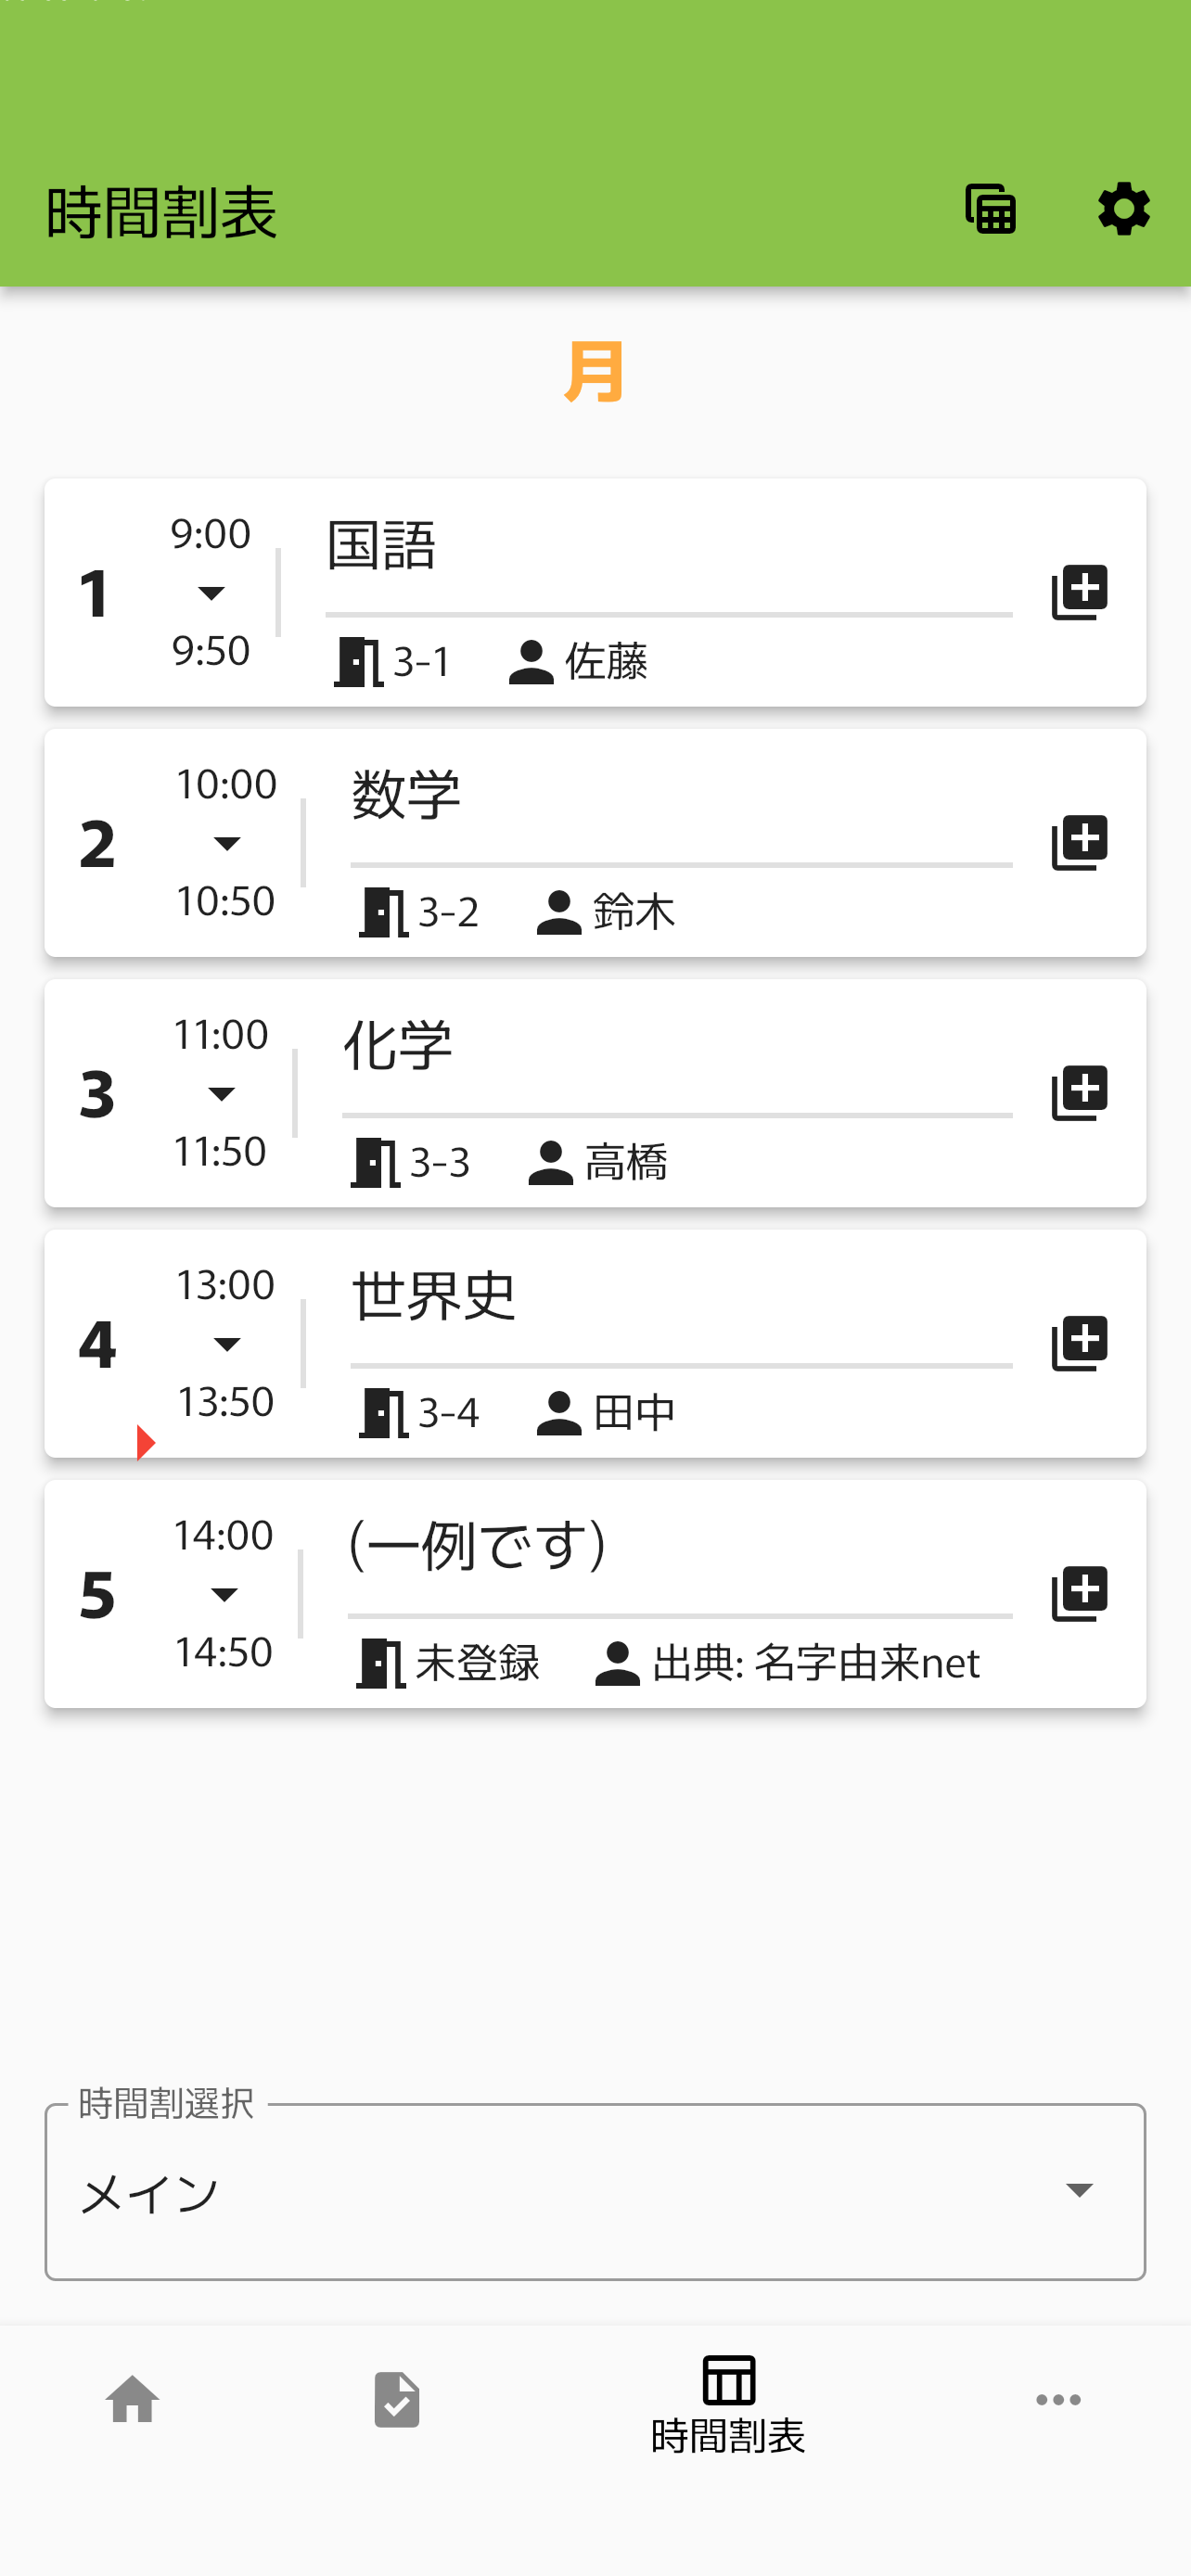 時間割表
月
1
9:00
9:50
国語
3-1 佐藤
2
10:00
10:50
数学
3-2 鈴木
3
11:00
11:50
化学
3-3 高橋
4
13:00
13:50
世界史
3-4 田中
5
14:00
14:50
(一例です)
未登録 出典: 名字由来net
時間割選択
メイン
時間割表